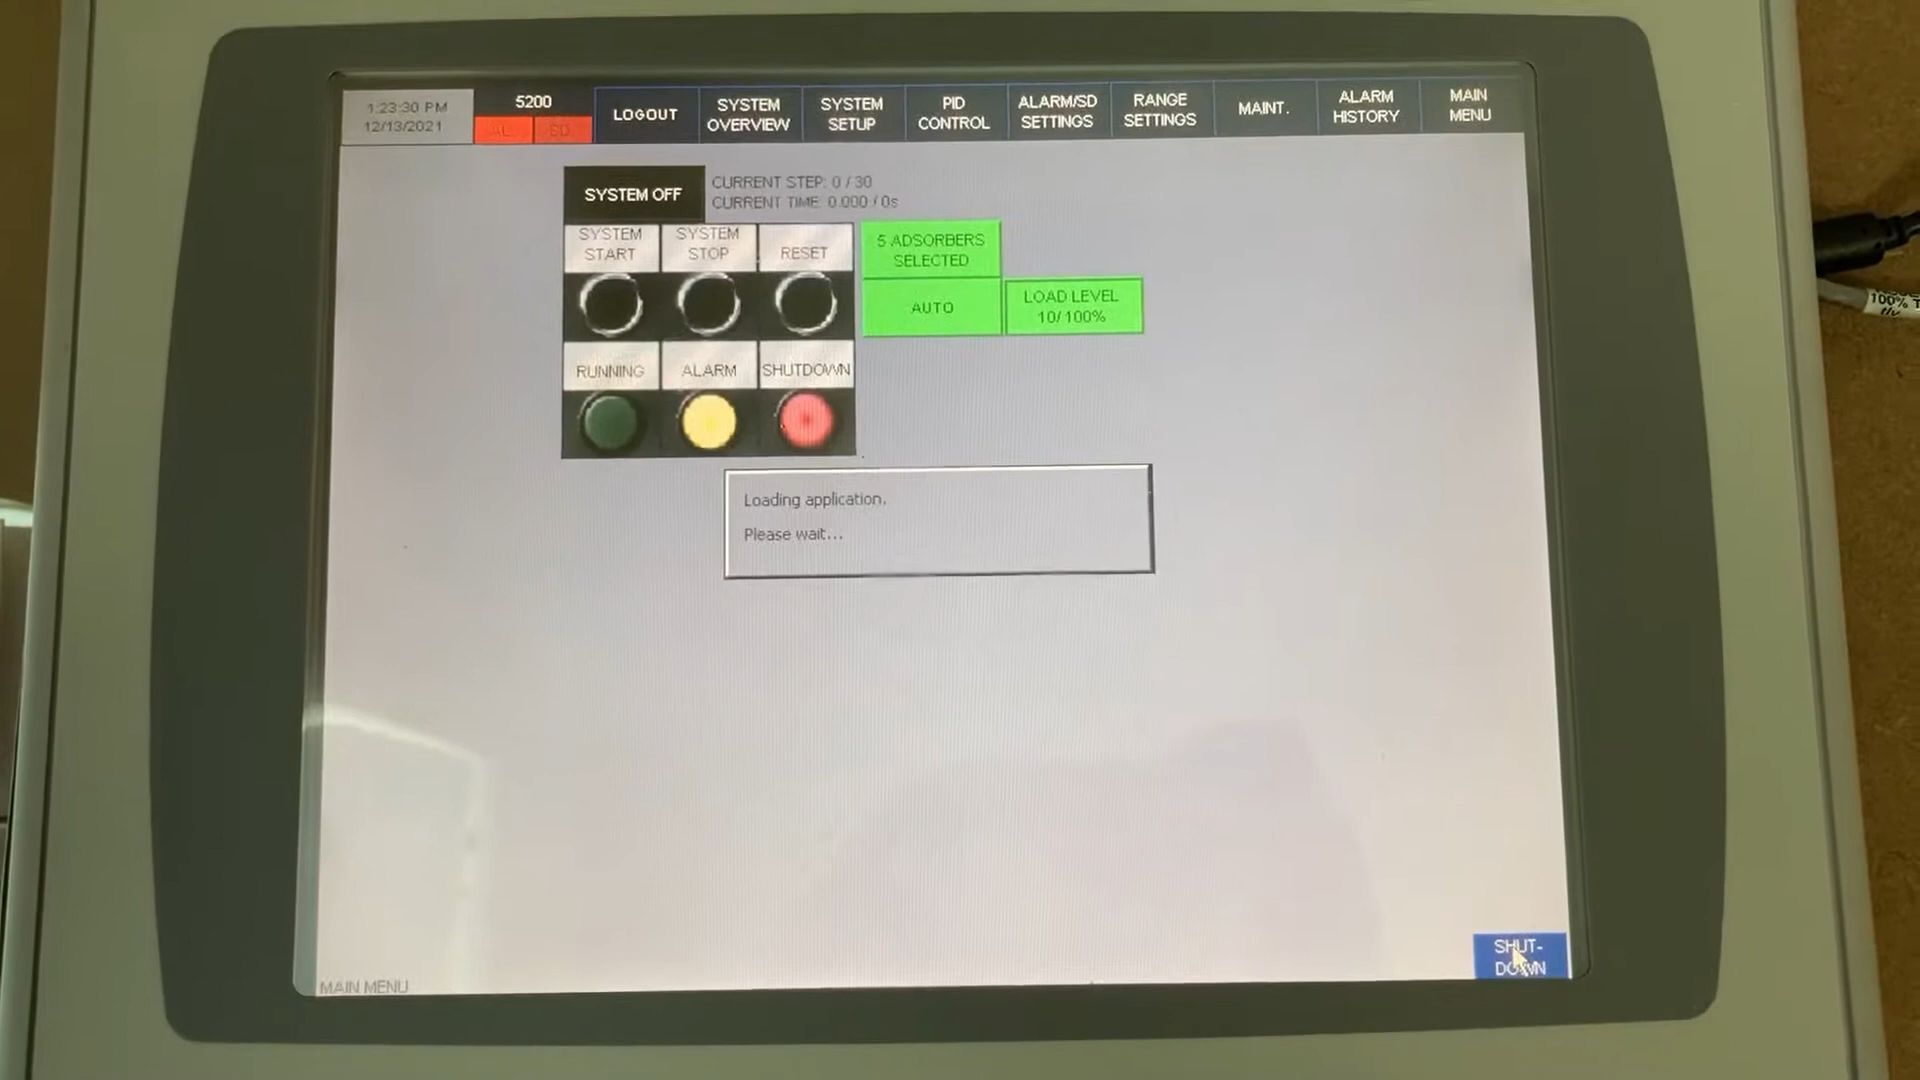 1:23:30 PM
12/13/2021
5200
AL
SD
LOGOUT
SYSTEM
OVERVIEW
SYSTEM
SETUP
PID
CONTROL
ALARM/SD
SETTINGS
RANGE
SETTINGS
MAINT.
ALARM
HISTORY
MAIN
MENU
SYSTEM OFF
CURRENT STEP: 0 / 30
CURRENT TIME: 0.000 / 0s
SYSTEM
START
SYSTEM
STOP
RESET
5 ADSORBERS
SELECTED
AUTO
LOAD LEVEL
10/100%
RUNNING
ALARM
SHUTDOWN
Loading application.
Please wait...
SHUT-
DOWN
MAIN MENU
100%